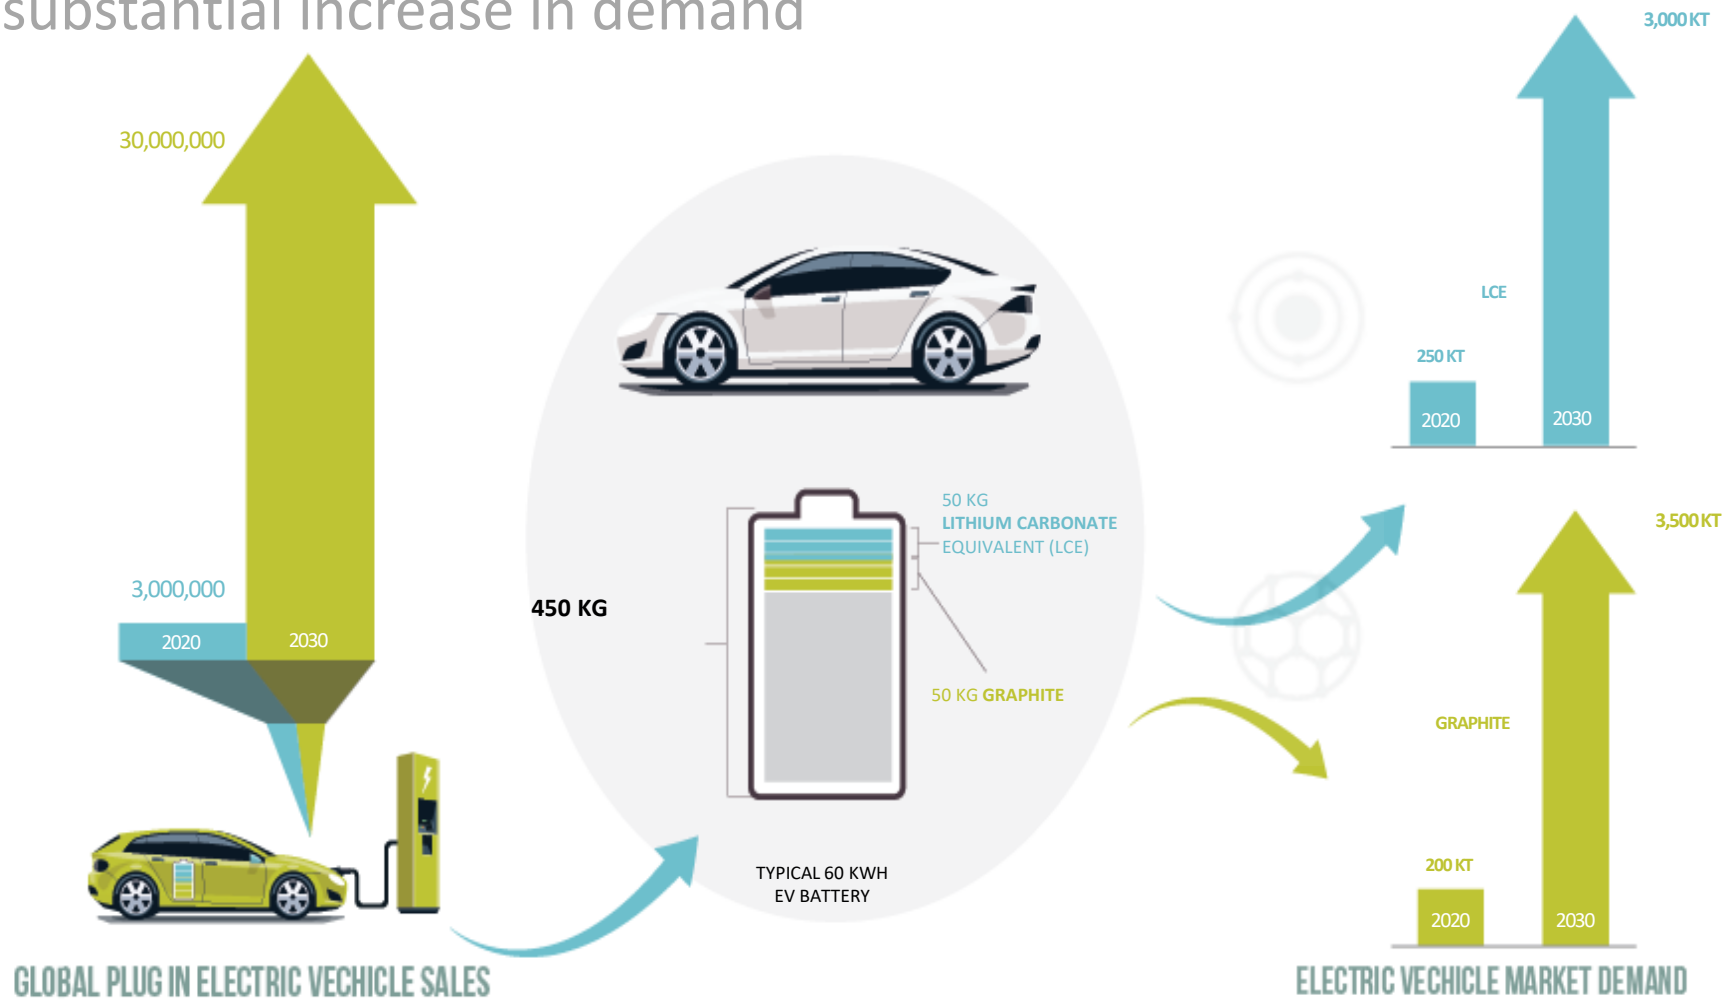 substantial increase in demand
30,000,000
3,000,000
2020
2030
GLOBAL PLUG IN ELECTRIC VECHICLE SALES
450 KG
50 KG
LITHIUM CARBONATE
EQUIVALENT (LCE)
50 KG GRAPHITE
TYPICAL 60 KWH
EV BATTERY
3,000 KT
LCE
250 KT
2020
2030
3,500 KT
GRAPHITE
200 KT
2020
2030
ELECTRIC VECHICLE MARKET DEMAND